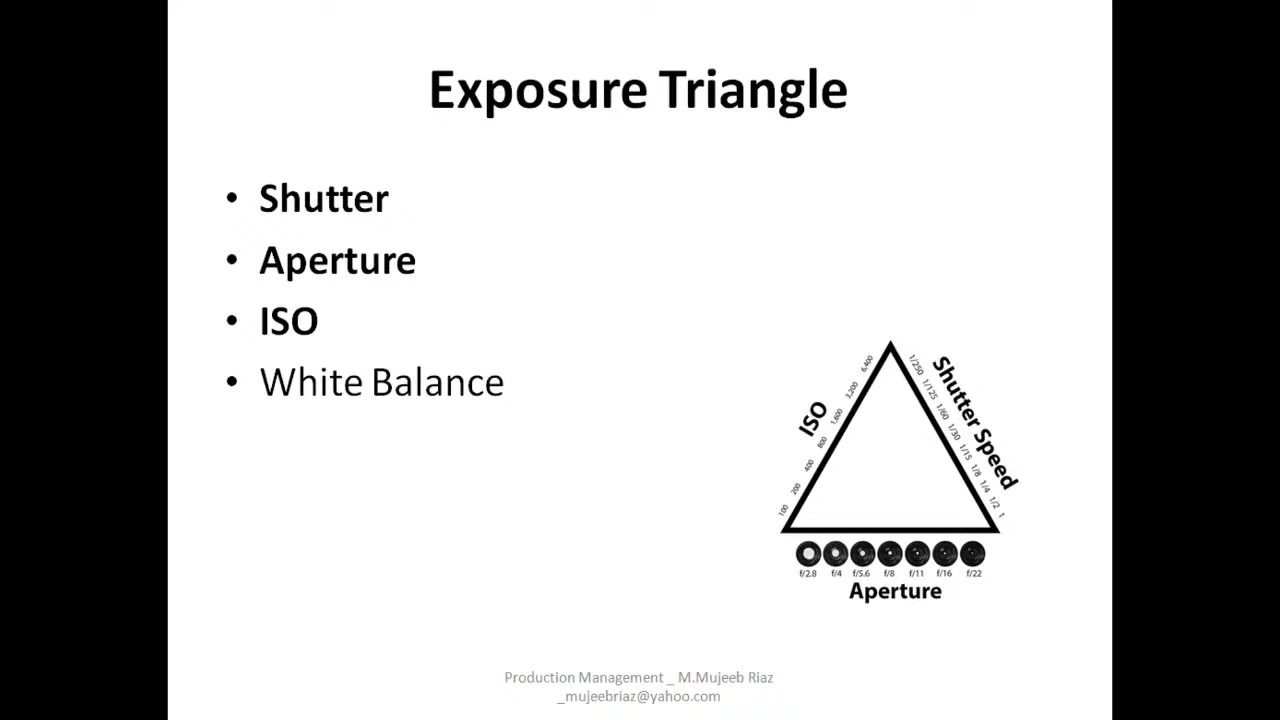 Exposure Triangle
• Shutter
• Aperture
• ISO
• White Balance
ISO
100
200
400
800
1,600
3,200
6,400
Shutter Speed
1/250
1/125
1/60
1/30
1/15
1/8
1/4
1/2
1
f/2.8 f/4 f/5.6 f/8 f/11 f/16 f/22
Aperture
Production Management _ M.Mujeeb Riaz
_mujeebriaz@yahoo.com